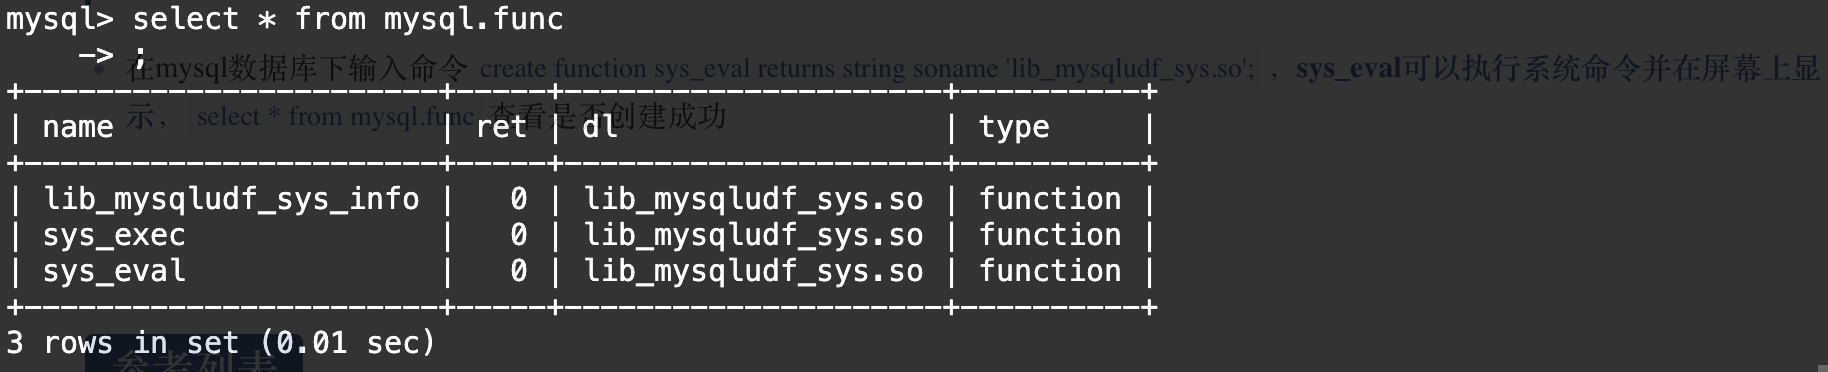 mysql> select * from mysql.func
    -> ;
在mysql数据库下输入命令 create function sys_eval returns string soname 'lib_mysqludf_sys.so'; ，sys_eval可以执行系统命令并在屏幕上显
+-----------------------+-----+---------------------+----------+
示， select * from mysql.func 查看是否创建成功
| name                  | ret | dl                  | type     |
+-----------------------+-----+---------------------+----------+
| lib_mysqludf_sys_info |   0 | lib_mysqludf_sys.so | function |
| sys_exec              |   0 | lib_mysqludf_sys.so | function |
| sys_eval              |   0 | lib_mysqludf_sys.so | function |
+-----------------------+-----+---------------------+----------+
3 rows in set (0.01 sec)
参考列表